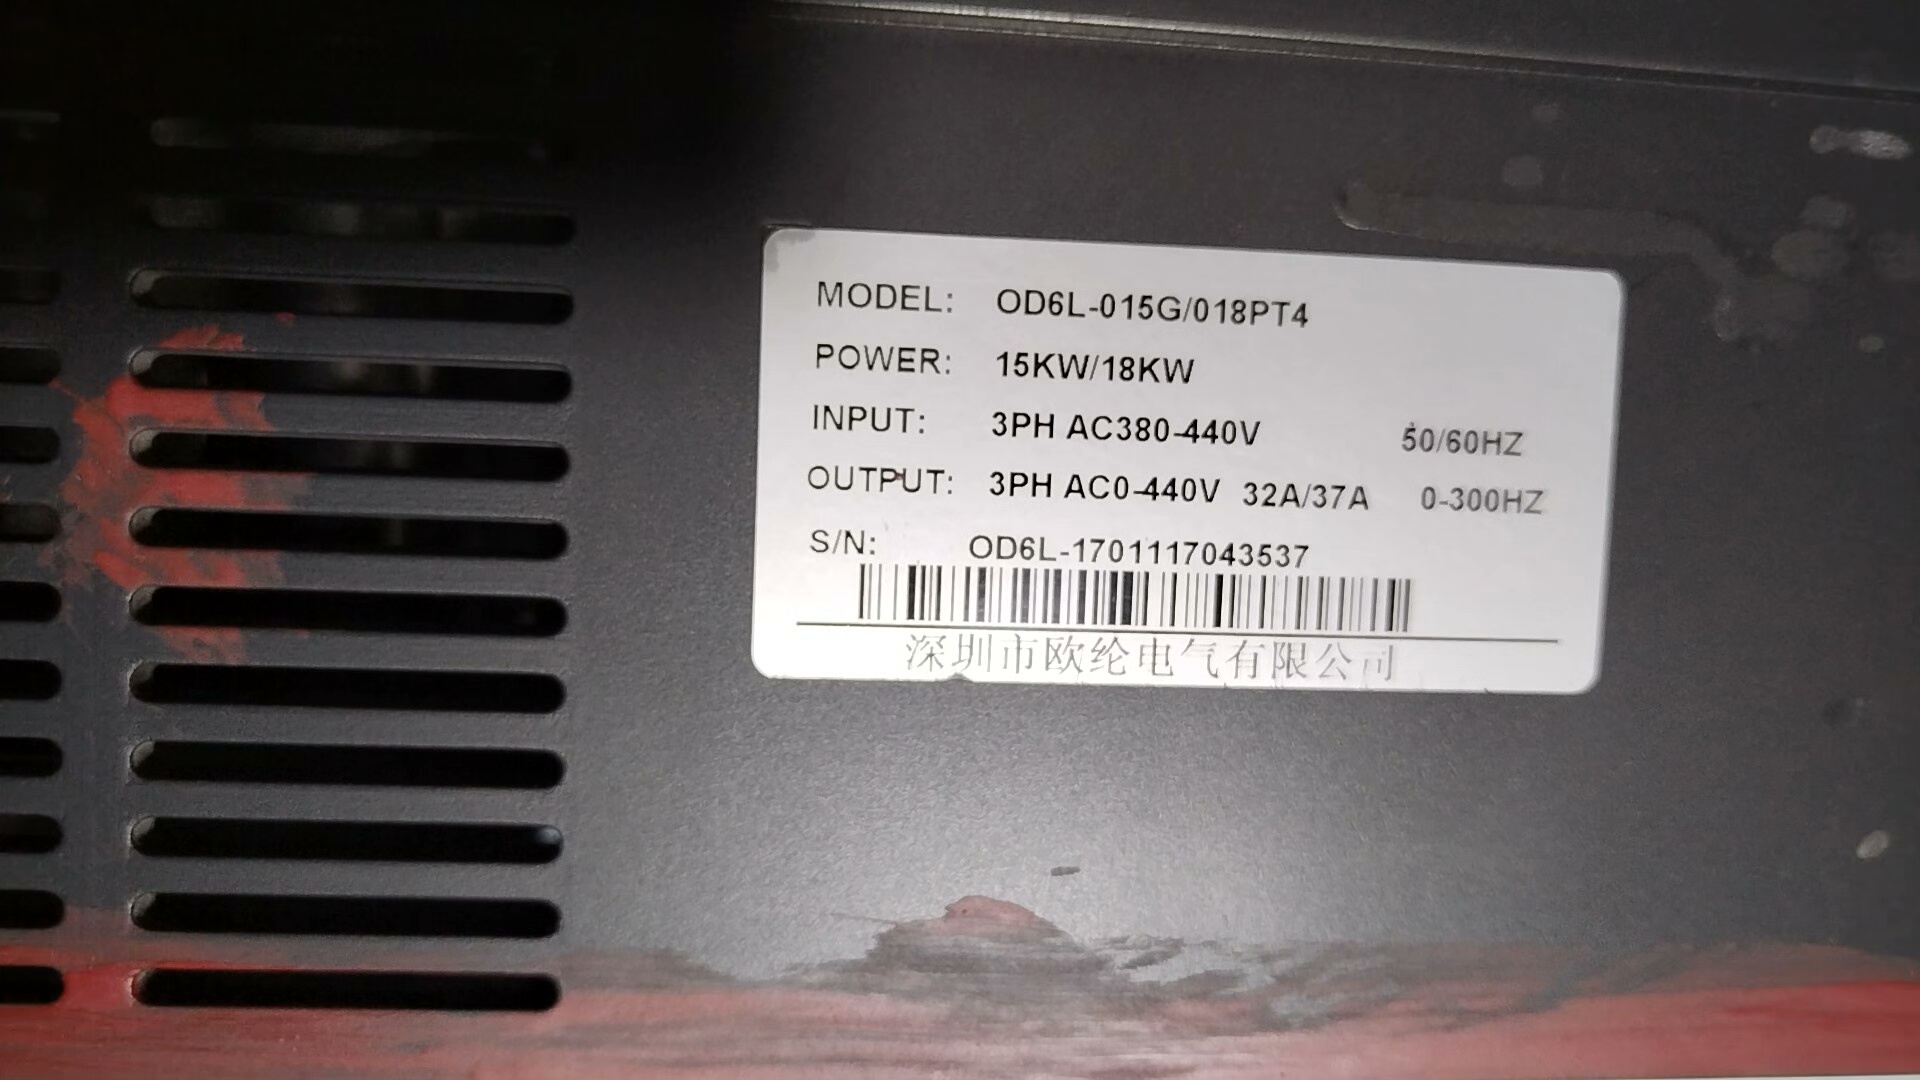 MODEL: OD6L-015G/018PT4
POWER: 15KW/18KW
INPUT: 3PH AC380-440V 50/60HZ
OUTPUT: 3PH AC0-440V 32A/37A 0-300HZ
S/N: OD6L-1701117043537
深圳市欧纶电气有限公司